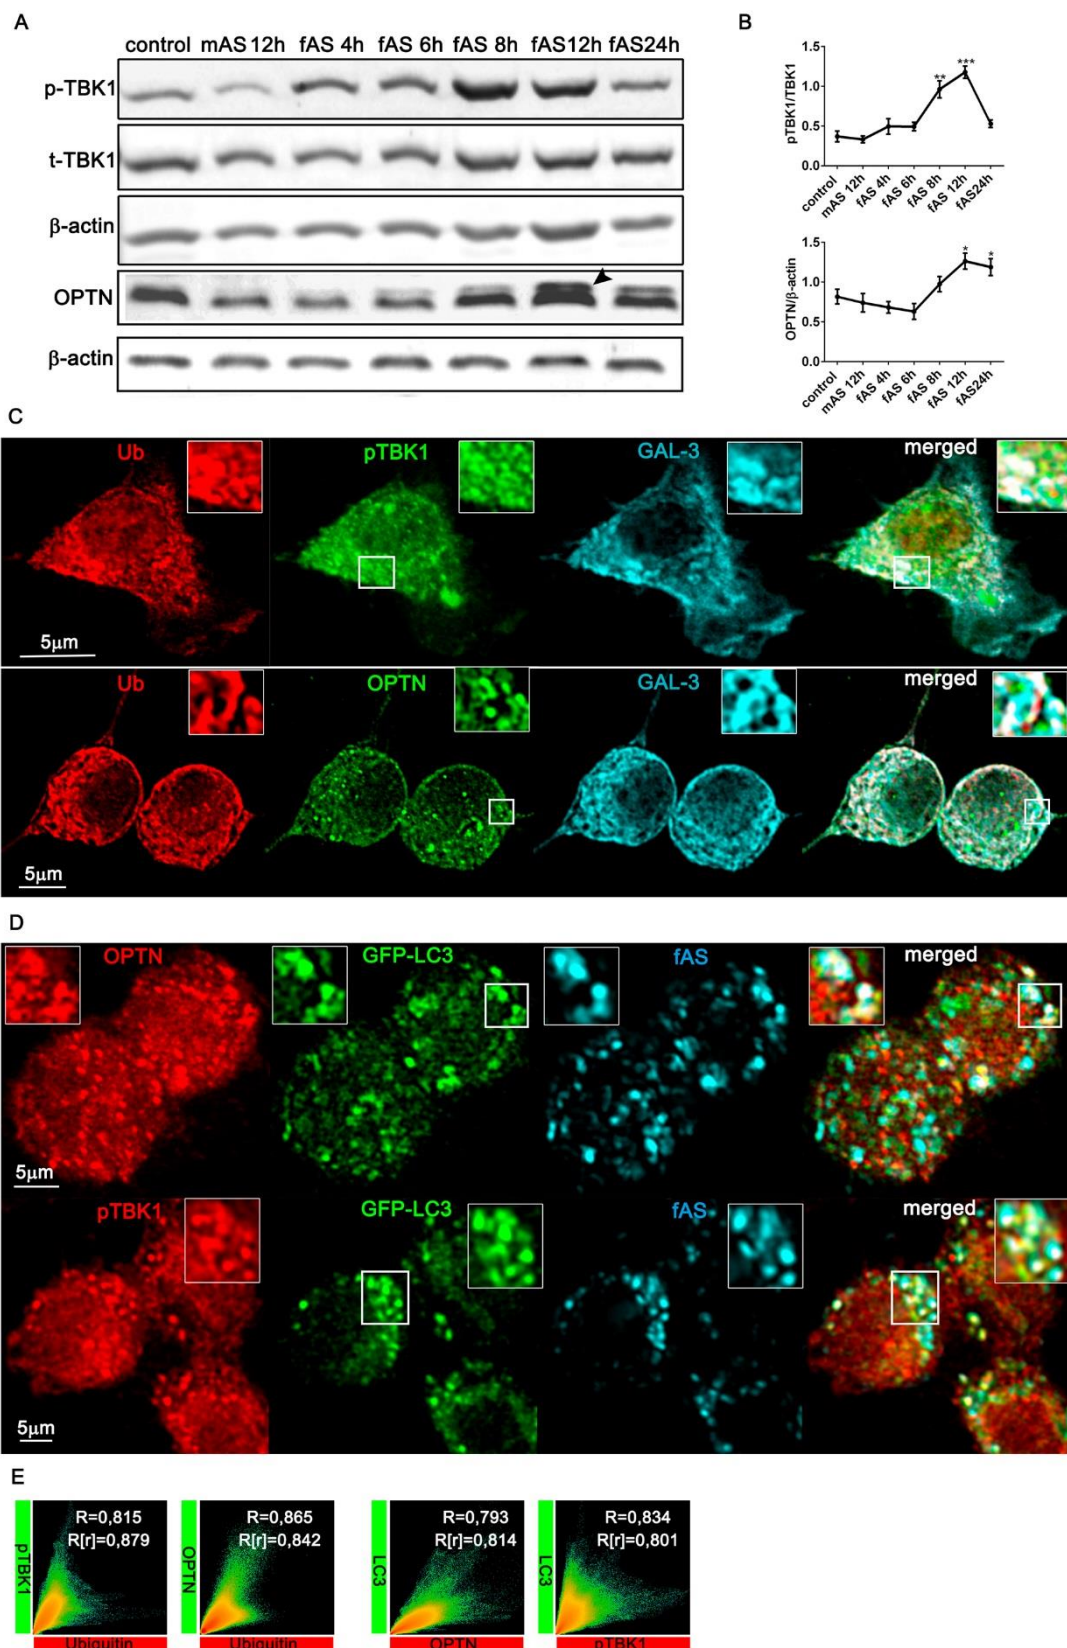 A
control mAS 12h fAS 4h fAS 6h fAS 8h fAS12h fAS24h
p-TBK1
t-TBK1
β-actin
OPTN
β-actin
B
pTBK1/TBK1
1.5
***
**
1.0
0.5
0.0
control mAS 12h fAS 4h fAS 6h fAS 8h fAS 12h fAS24h
OPTN/β-actin
1.5
* *
1.0
0.5
0.0
control mAS 12h fAS 4h fAS 6h fAS 8h fAS 12h fAS24h
C
Ub pTBK1 GAL-3 merged
5µm
Ub OPTN GAL-3 merged
5µm
D
OPTN GFP-LC3 fAS merged
5µm
pTBK1 GFP-LC3 fAS merged
5µm
E
pTBK1
R=0,815
R[r]=0,879
Ubiquitin
OPTN
R=0,865
R[r]=0,842
Ubiquitin
LC3
R=0,793
R[r]=0,814
OPTN
LC3
R=0,834
R[r]=0,801
pTBK1